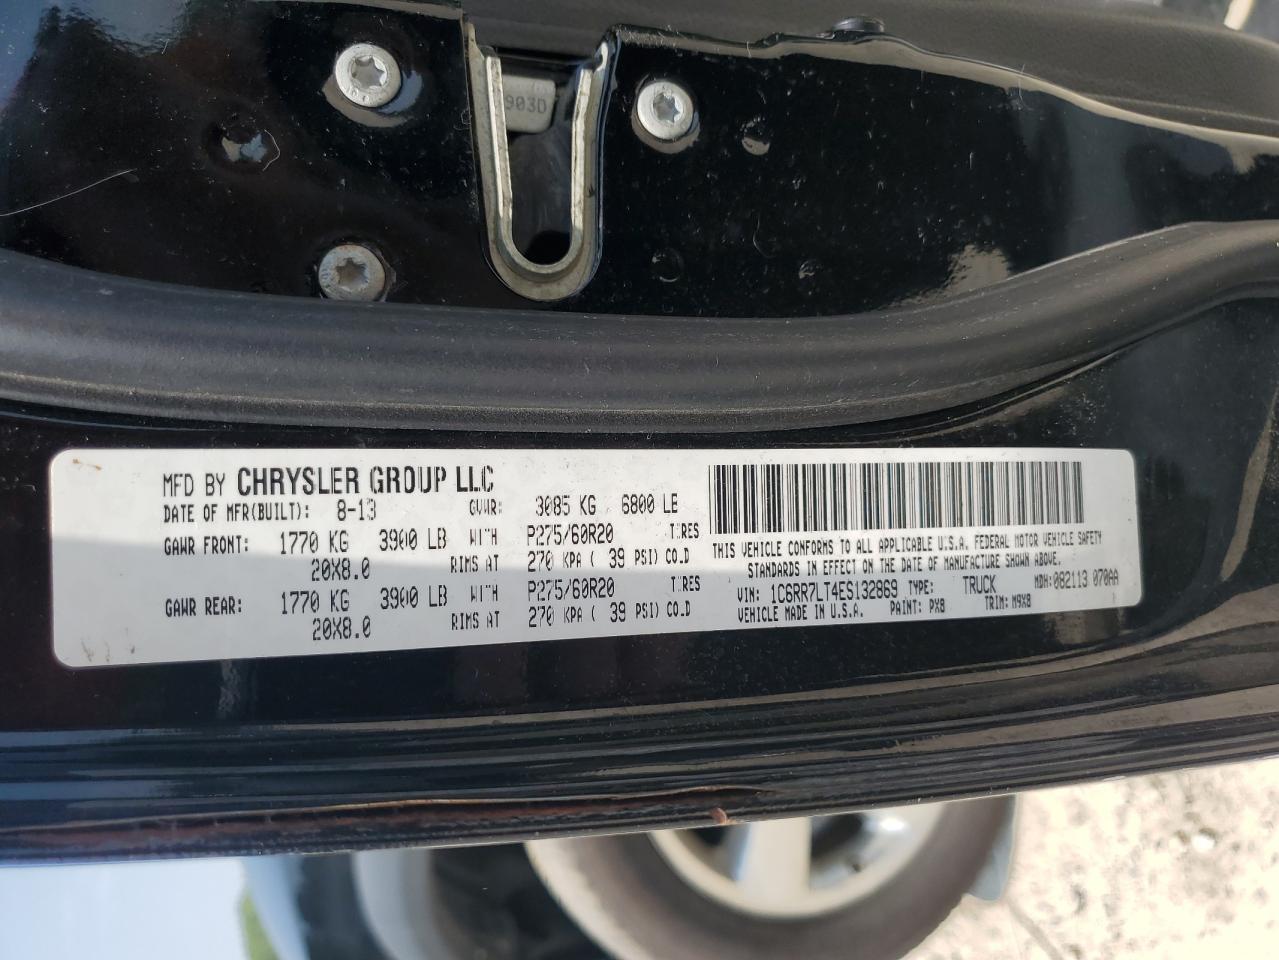 903D
MFD BY CHRYSLER GROUP LLC
DATE OF MFR(BUILT): 8-13 GVWR: 3085 KG 6800 LB
GAWR FRONT: 1770 KG 3900 LB WITH P275/60R20 TIRES
20X8.0 RIMS AT 270 KPA ( 39 PSI) COLD
GAWR REAR: 1770 KG 3900 LB WITH P275/60R20 TIRES
20X8.0 RIMS AT 270 KPA ( 39 PSI) COLD
THIS VEHICLE CONFORMS TO ALL APPLICABLE U.S.A. FEDERAL MOTOR VEHICLE SAFETY
STANDARDS IN EFFECT ON THE DATE OF MANUFACTURE SHOWN ABOVE.
VIN: 1C6RR7LT4ES132869 TYPE: TRUCK MDH: 082113 070AA
VEHICLE MADE IN U.S.A. PAINT: PX8 TRIM: M9X8